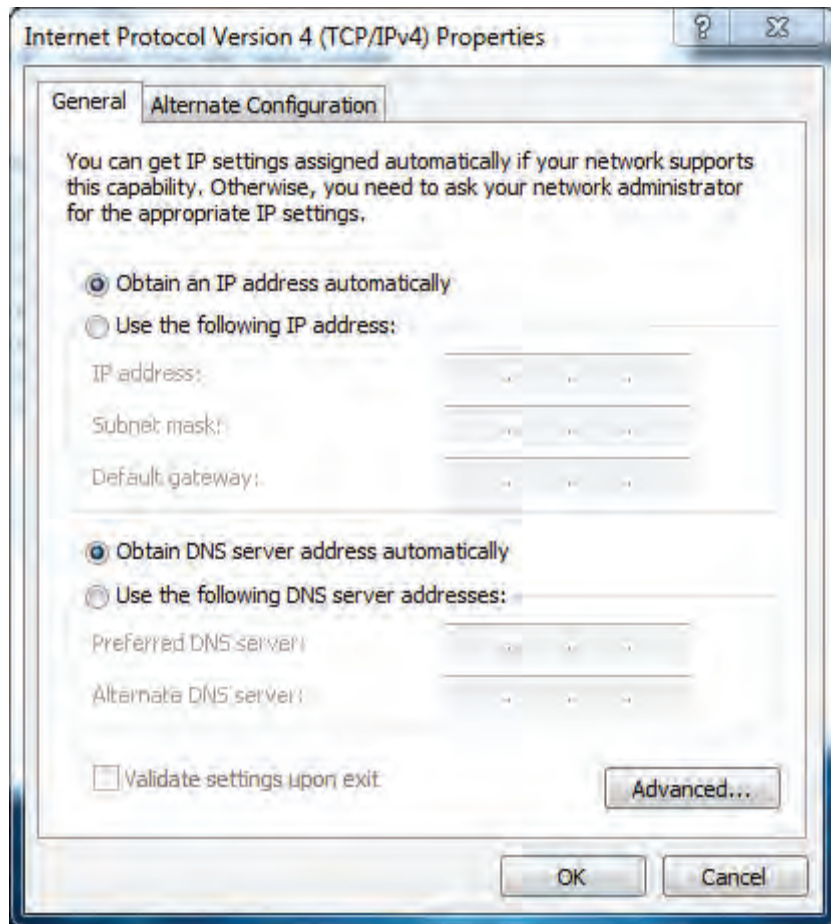 Internet Protocol Version 4 (TCP/IPv4) Properties
General
Alternate Configuration
You can get IP settings assigned automatically if your network supports
this capability. Otherwise, you need to ask your network administrator
for the appropriate IP settings.
Obtain an IP address automatically
Use the following IP address:
IP address:
Subnet mask:
Default gateway:
Obtain DNS server address automatically
Use the following DNS server addresses:
Preferred DNS server:
Alternate DNS server:
Validate settings upon exit
Advanced...
OK
Cancel